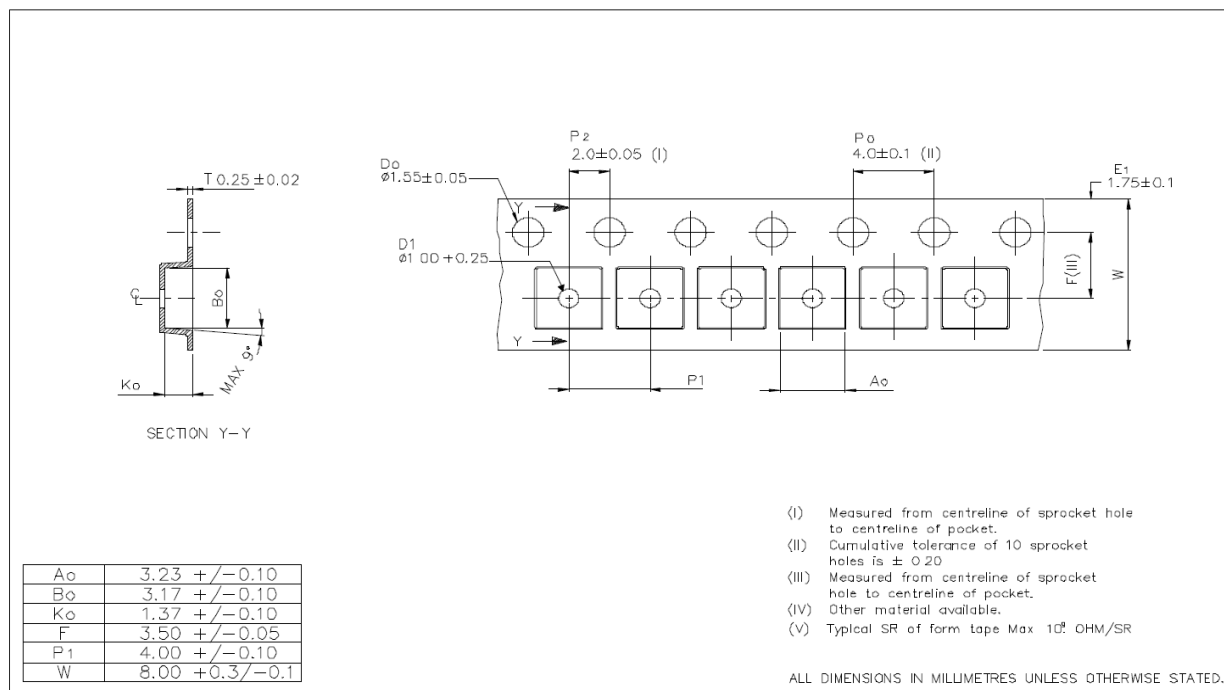 P2
2.0±0.05 (I)
Po
4.0±0.1 (II)
Do
ø1.55±0.05
E1
1.75±0.1
T 0.25±0.02
Y
D1
ø1.00 +0.25
F(III)
W
Bo
℄
Y
MAX 9°
Ko
P1
Ao
SECTION Y-Y
(I) Measured from centreline of sprocket hole
to centreline of pocket.
(II) Cumulative tolerance of 10 sprocket
holes is ± 0.20
(III) Measured from centreline of sprocket
hole to centreline of pocket.
(IV) Other material available.
(V) Typical SR of form tape Max OHM/SR
Ao 3.23 +/-0.10
Bo 3.17 +/-0.10
Ko 1.37 +/-0.10
F 3.50 +/-0.05
P1 4.00 +/-0.10
W 8.00 +0.3/-0.1
ALL DIMENSIONS IN MILLIMETRES UNLESS OTHERWISE STATED.